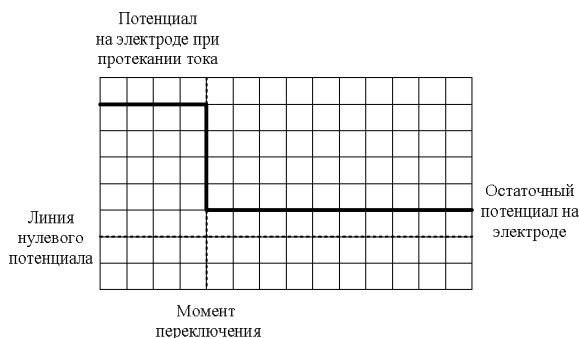 Потенциал
на электроде при
протекании тока
Остаточный
потенциал на
электроде
Линия
нулевого
потенциала
Момент
переключения